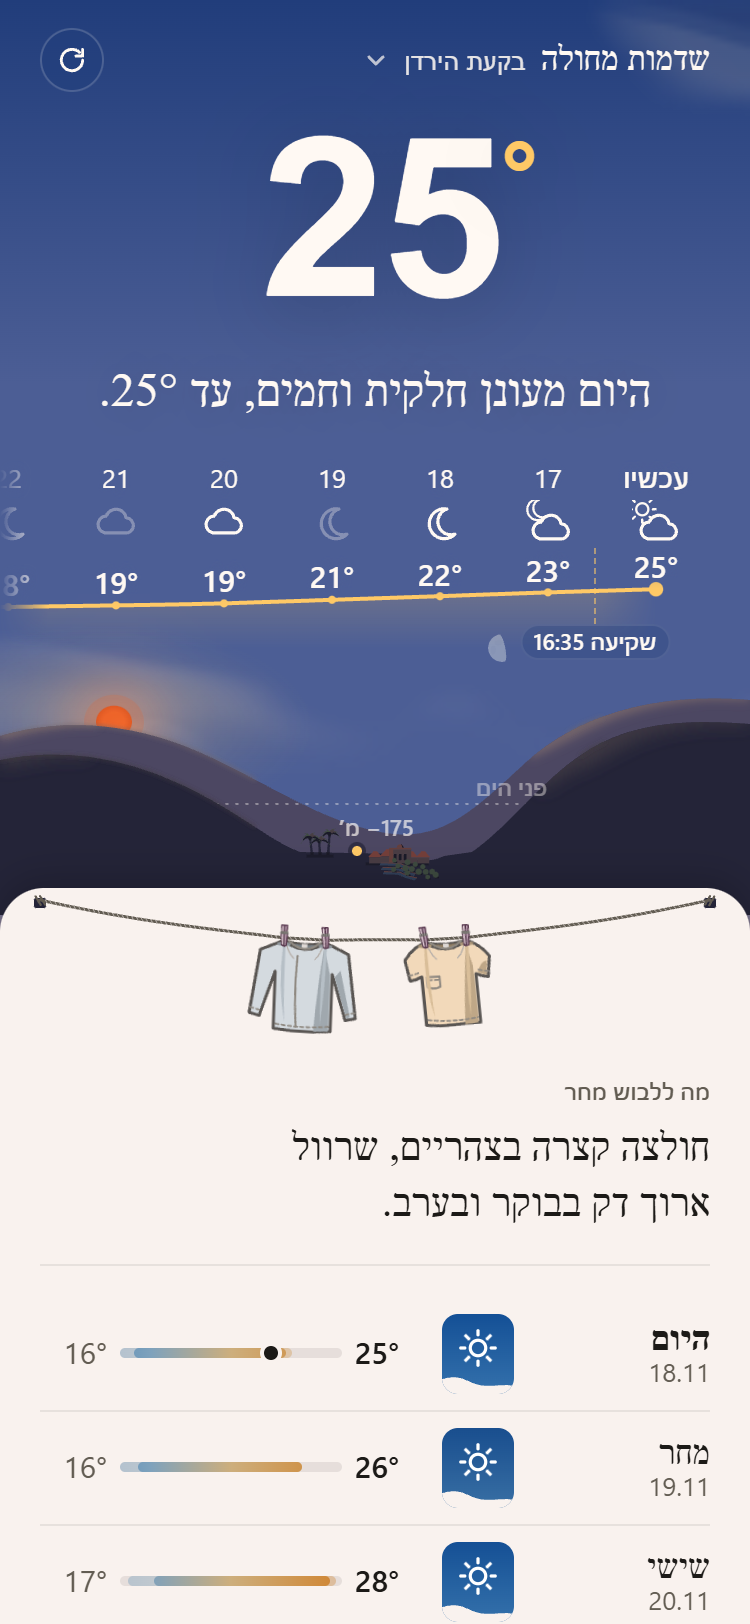 שדמות מחולה בקעת הירדן
25°
היום מעונן חלקית וחמים, עד 25°.
עכשיו 17 18 19 20 21 22
25° 23° 22° 21° 19° 19° 8°
שקיעה 16:35
פני הים
−175 מ׳
מה ללבוש מחר
חולצה קצרה בצהריים, שרוול
ארוך דק בבוקר ובערב.
היום 25° 16°
18.11
מחר 26° 16°
19.11
שישי 28° 17°
20.11